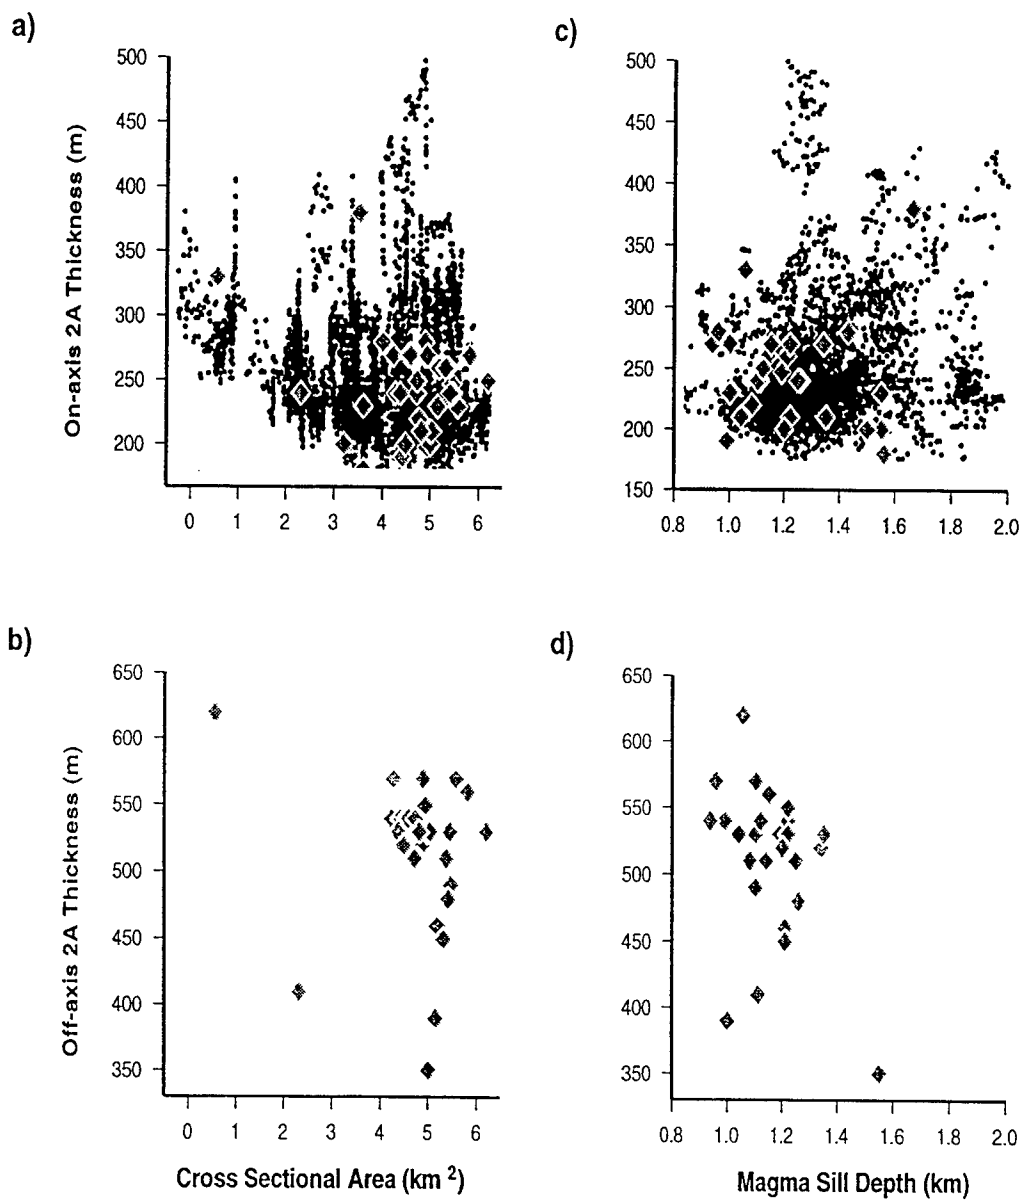 a)
500
450
400
350
300
250
200
On-axis 2A Thickness (m)
0 1 2 3 4 5 6
c)
500
450
400
350
300
250
200
150
0.8 1.0 1.2 1.4 1.6 1.8 2.0
b)
650
600
550
500
450
400
350
Off-axis 2A Thickness (m)
0 1 2 3 4 5 6
Cross Sectional Area (km 2)
d)
650
600
550
500
450
400
350
0.8 1.0 1.2 1.4 1.6 1.8 2.0
Magma Sill Depth (km)